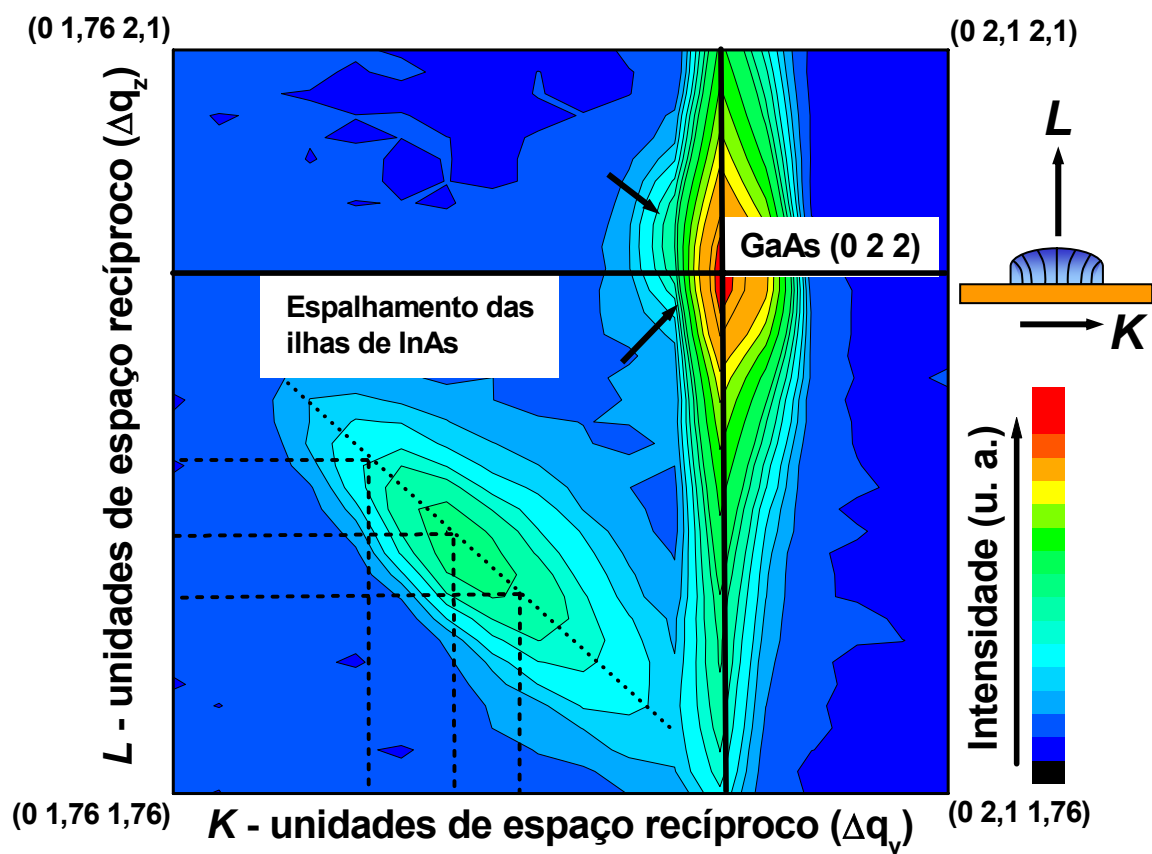 (0 1,76 2,1)
(0 2,1 2,1)
L - unidades de espaço recíproco (Δqz)
L
GaAs (0 2 2)
Espalhamento das
ilhas de InAs
K
Intensidade (u. a.)
(0 1,76 1,76)
K - unidades de espaço recíproco (Δqy)
(0 2,1 1,76)